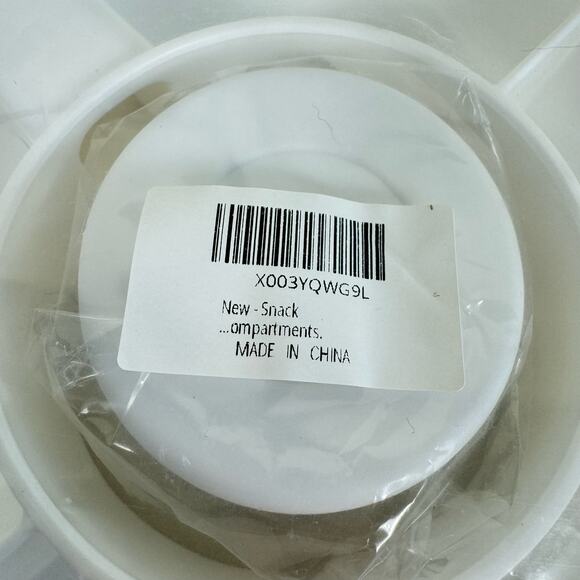 X003YQWG9L
New - Snack
...ompartments.
MADE IN CHINA